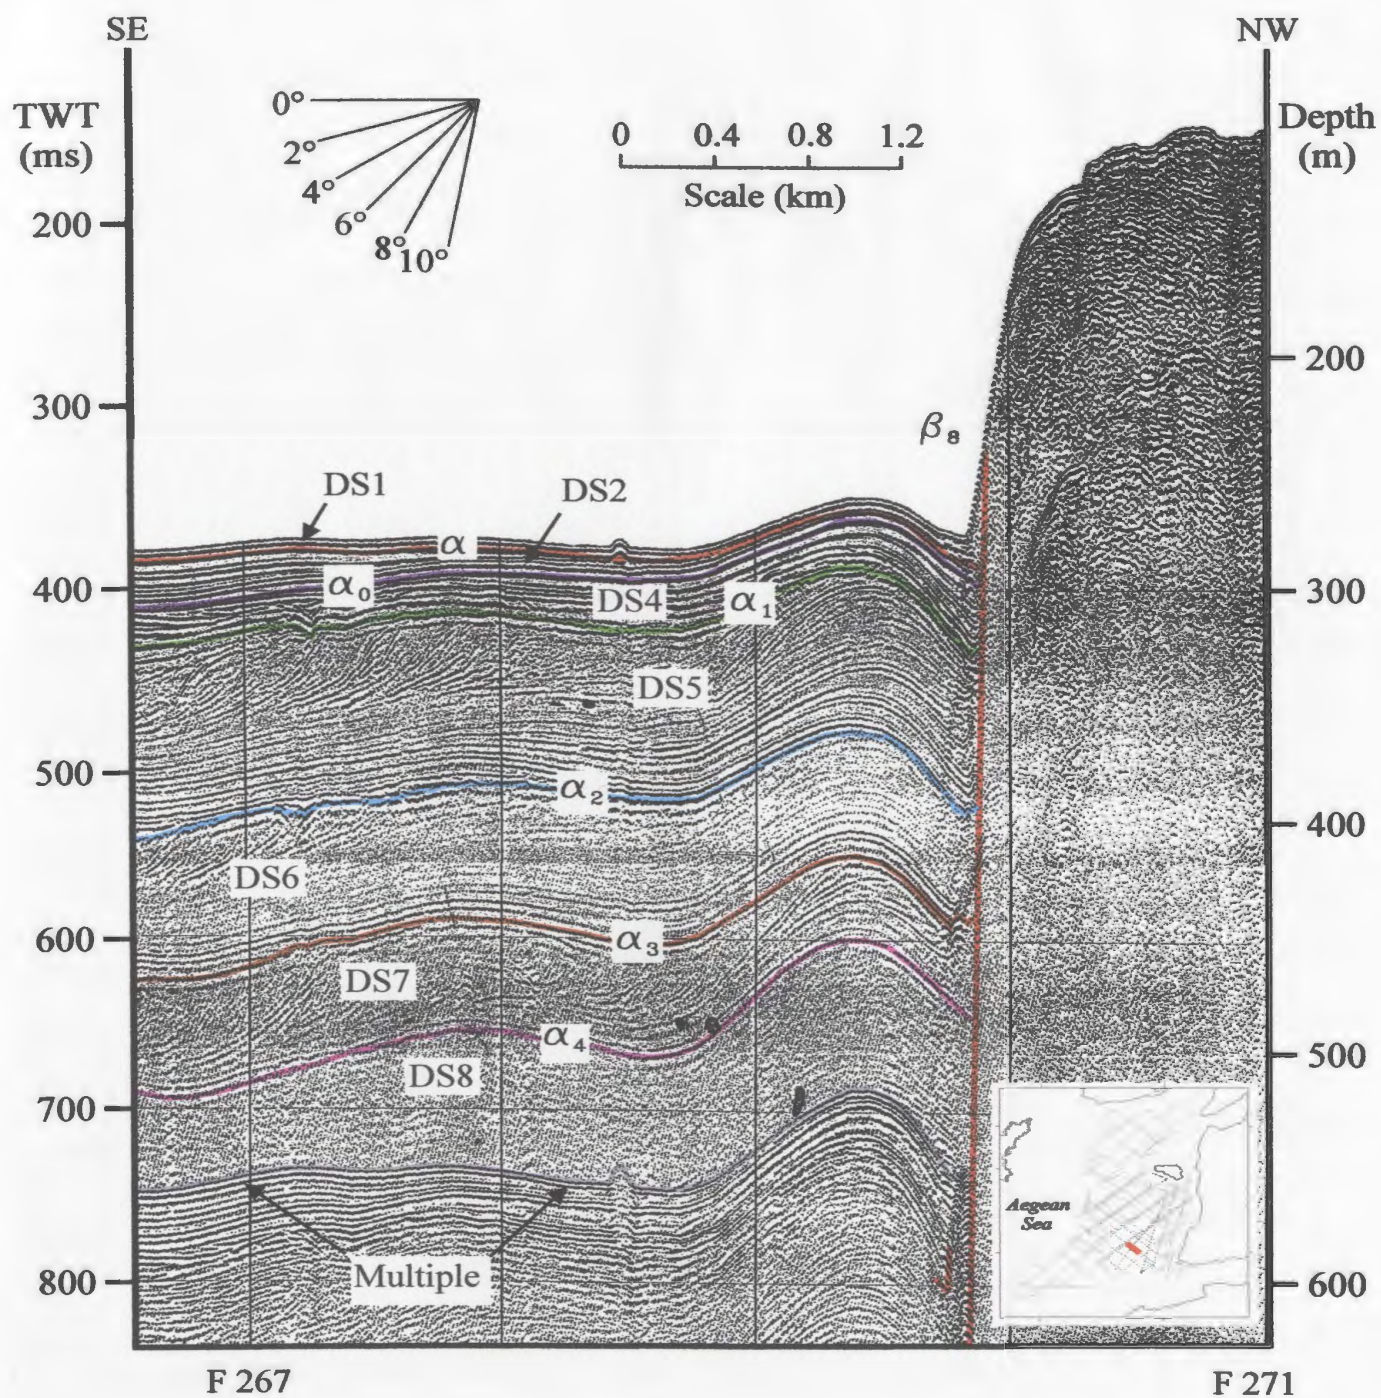 SE
NW
TWT
(ms)
Depth
(m)
0°
2°
4°
6°
8°
10°
0 0.4 0.8 1.2
Scale (km)
200
300
400
500
600
700
800
200
300
400
500
600
β8
DS1
DS2
α
α0
DS4
α1
DS5
α2
DS6
α3
DS7
α4
DS8
Multiple
Aegean
Sea
F 267
F 271